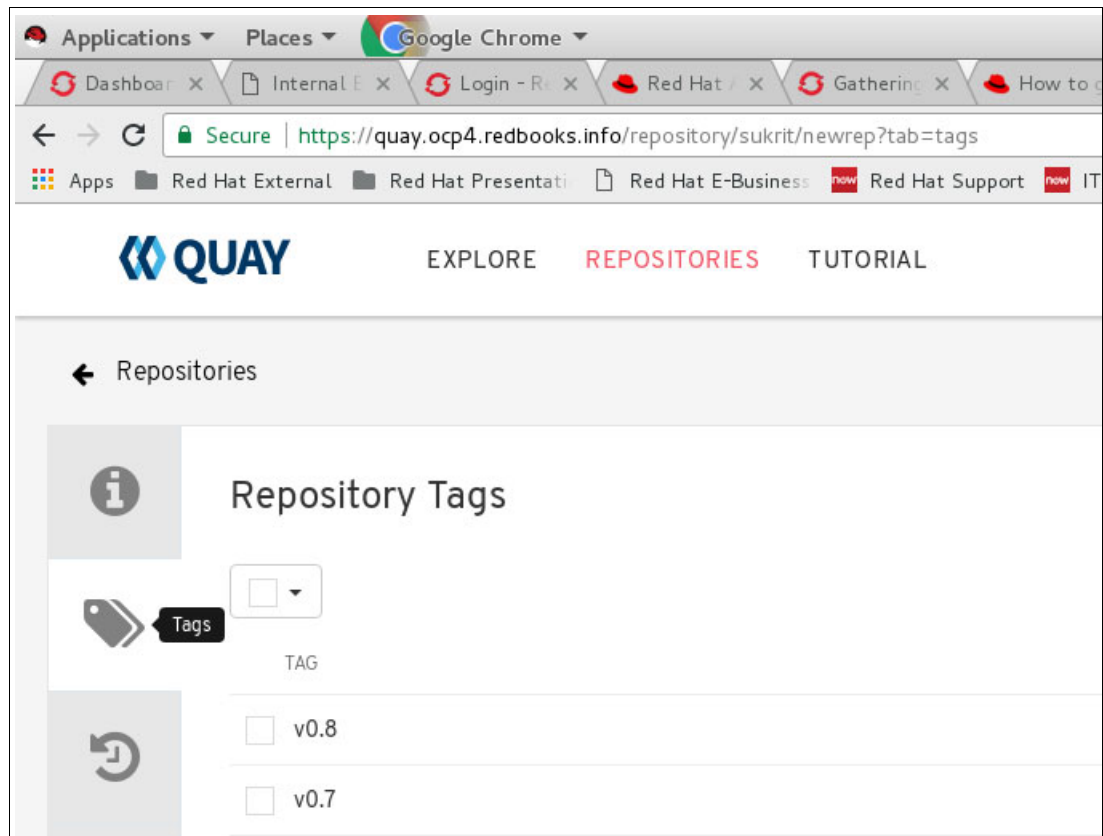 Applications Places Google Chrome
Dashboar Internal E Login - Re Red Hat / Gathering How to g
Secure https://quay.ocp4.redbooks.info/repository/sukrit/newrep?tab=tags
Apps Red Hat External Red Hat Presentati Red Hat E-Business now Red Hat Support now IT
QUAY EXPLORE REPOSITORIES TUTORIAL
Repositories
Repository Tags
Tags
TAG
v0.8
v0.7